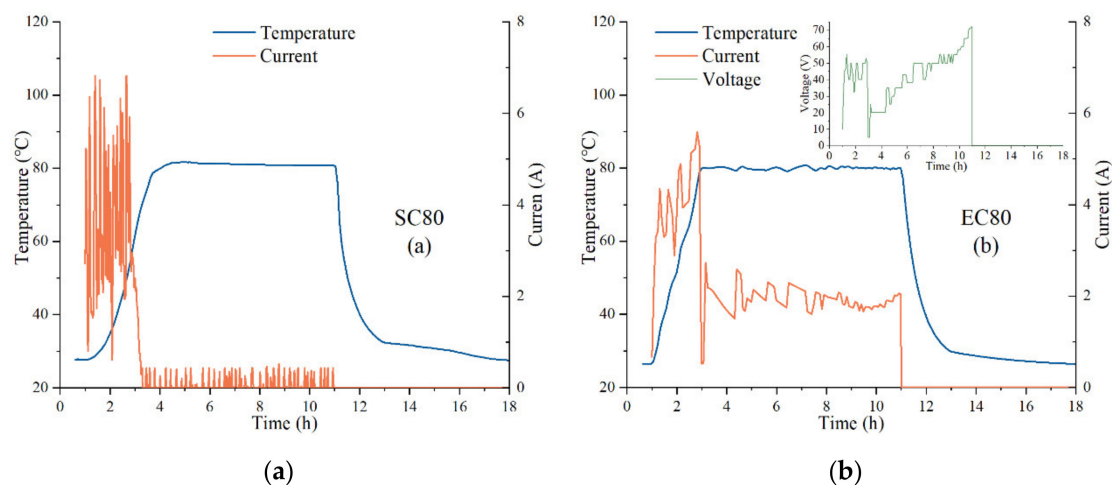 Temperature
Current
SC80
(a)
120
100
80
60
40
20
0 2 4 6 8 10 12 14 16 18
8
6
4
2
0
Temperature (°C)
Time (h)
Curren (A)
Temperature
Current
Voltage
EC80
(b)
120
100
80
60
40
20
0 2 4 6 8 10 12 14 16 18
8
6
4
2
0
Temperature (°C)
Time (h)
Current (A)
70
60
50
40
30
20
10
0
0 2 4 6 8 10 12 14 16 18
Voltage (V)
Time (h)
(a)
(b)